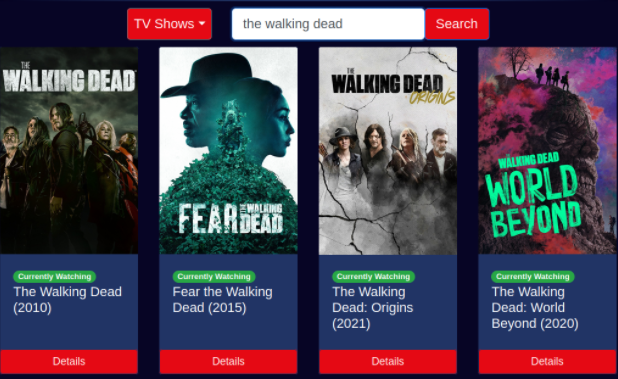 TV Shows
the walking dead
Search
THE
WALKING DEAD
FEAR THE WALKING DEAD
THE
WALKING DEAD
ORIGINS
THE
WALKING DEAD
WORLD
BEYOND
Currently Watching
The Walking Dead
(2010)
Currently Watching
Fear the Walking
Dead (2015)
Currently Watching
The Walking
Dead: Origins
(2021)
Currently Watching
The Walking
Dead: World
Beyond (2020)
Details
Details
Details
Details